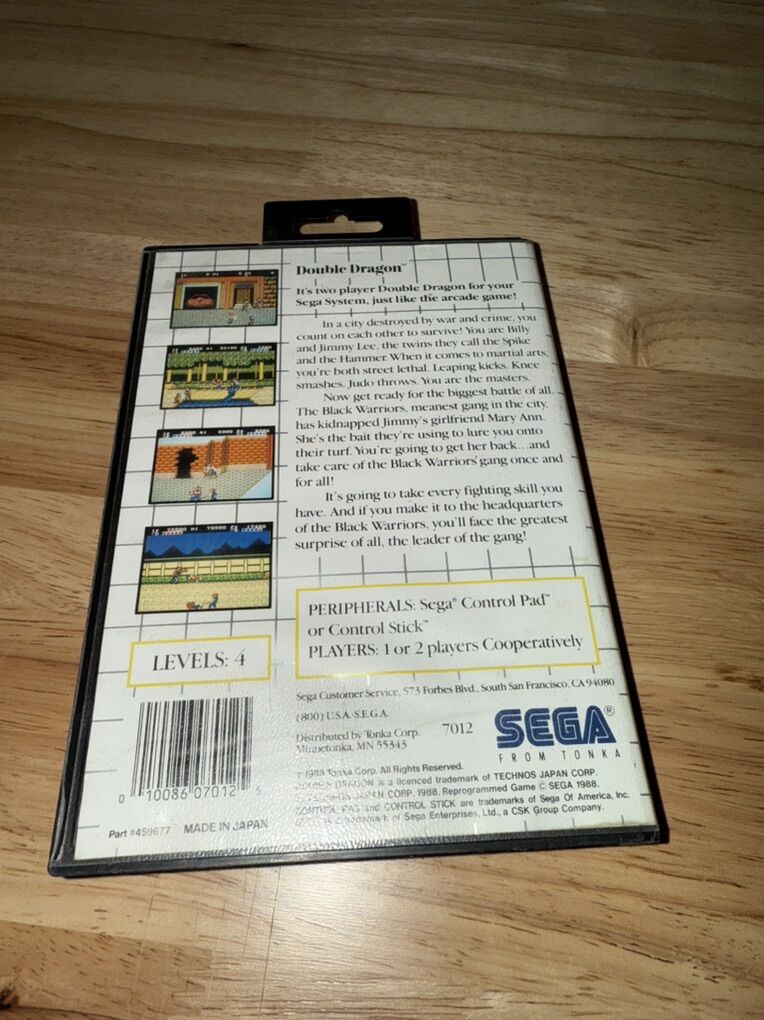 Double Dragon™
It's two player Double Dragon for your
Sega System, just like the arcade game!
In a city destroyed by war and crime, you
count on each other to survive! You are Billy
and Jimmy Lee, the twins they call the Spike
and the Hammer. When it comes to martial arts,
you're both street lethal. Leaping kicks. Knee
smashes. Judo throws. You are the masters.
Now get ready for the biggest battle of all.
The Black Warriors, meanest gang in the city,
has kidnapped Jimmy's girlfriend Mary Ann.
She's the bait they're using to lure you onto
their turf. You're going to get her back...and
take care of the Black Warriors' gang once and
for all!
It's going to take every fighting skill you
have. And if you make it to the headquarters
of the Black Warriors, you'll face the greatest
surprise of all, the leader of the gang!
LEVELS: 4
PERIPHERALS: Sega® Control Pad™
or Control Stick™
PLAYERS: 1 or 2 players Cooperatively
Sega Customer Service, 573 Forbes Blvd., South San Francisco, CA 94080
(800) U.S.A.-S.E.G.A.
Distributed by Tonka Corp. 7012
Minnetonka, MN 55343
SEGA®
FROM TONKA
1988 Tonka Corp. All Rights Reserved.
DRAGON is a licenced trademark of TECHNOS JAPAN CORP.
JAPAN CORP. 1988. Reprogrammed Game © SEGA 1988.
CONTROL PAD and CONTROL STICK are trademarks of Sega Of America, Inc.
trademark of Sega Enterprises, Ltd., a CSK Group Company.
0 10086 07012 5
Part #459677 MADE IN JAPAN